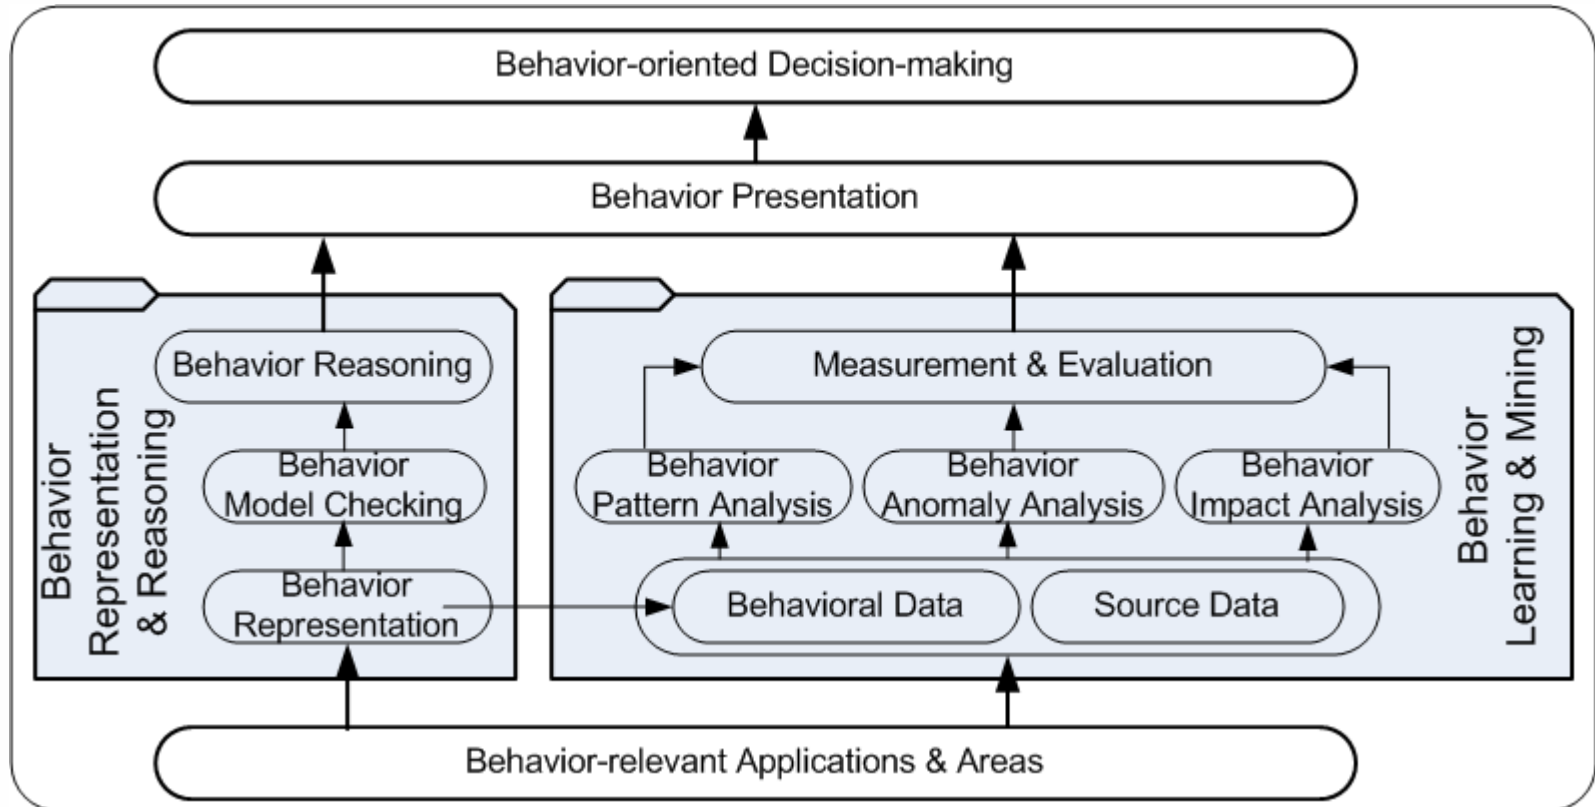 Behavior-oriented Decision-making
Behavior Presentation
Behavior
Representation
& Reasoning
Behavior Reasoning
Behavior
Model Checking
Behavior
Representation
Measurement & Evaluation
Behavior
Pattern Analysis
Behavior
Anomaly Analysis
Behavior
Impact Analysis
Behavioral Data
Source Data
Behavior
Learning & Mining
Behavior-relevant Applications & Areas